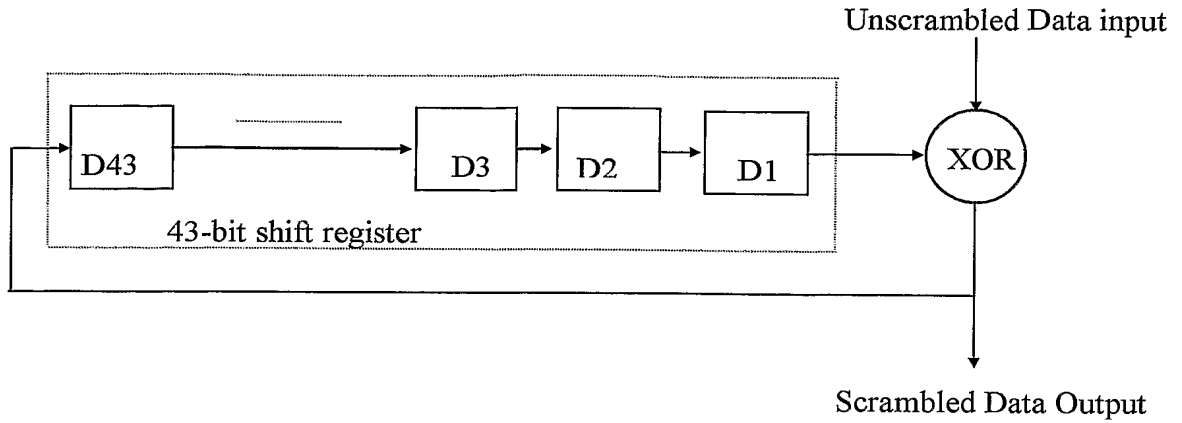 Unscrambled Data input
D43
D3
D2
D1
XOR
43-bit shift register
Scrambled Data Output